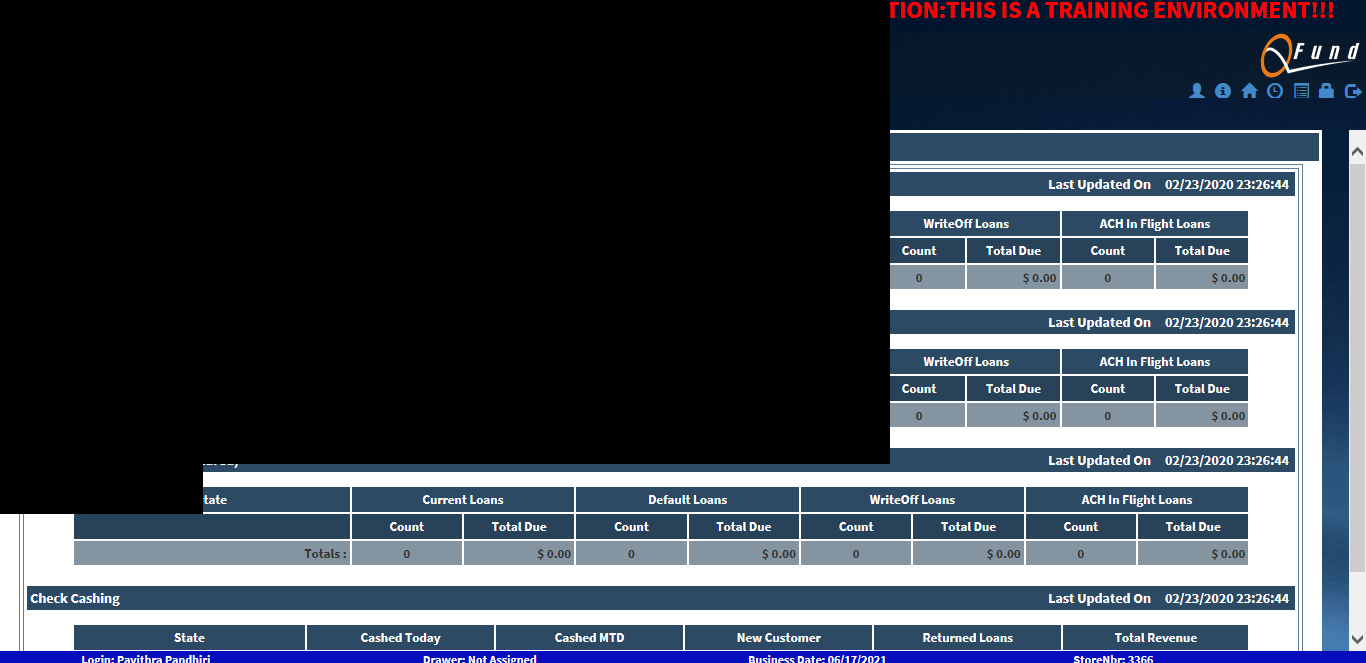 TION:THIS IS A TRAINING ENVIRONMENT!!!
Fund
Last Updated On 02/23/2020 23:26:44
WriteOff Loans ACH In Flight Loans
Count Total Due Count Total Due
0 $ 0.00 0 $ 0.00
Last Updated On 02/23/2020 23:26:44
WriteOff Loans ACH In Flight Loans
Count Total Due Count Total Due
0 $ 0.00 0 $ 0.00
Last Updated On 02/23/2020 23:26:44
tate Current Loans Default Loans WriteOff Loans ACH In Flight Loans
Count Total Due Count Total Due Count Total Due Count Total Due
Totals : 0 $ 0.00 0 $ 0.00 0 $ 0.00 0 $ 0.00
Check Cashing Last Updated On 02/23/2020 23:26:44
State Cashed Today Cashed MTD New Customer Returned Loans Total Revenue
Login: Pavithra Pandhiri Drawer: Not Assigned Business Date: 06/17/2021 StoreNbr: 3366